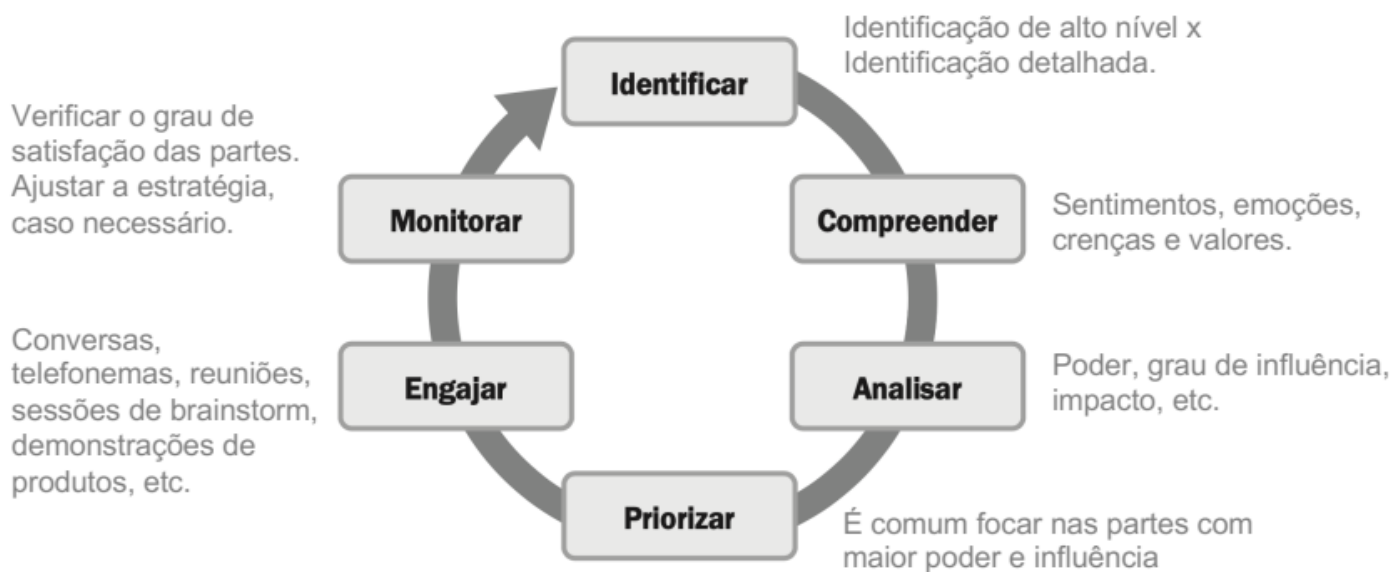 Identificar
Identificação de alto nível x
Identificação detalhada.
Compreender
Sentimentos, emoções,
crenças e valores.
Analisar
Poder, grau de influência,
impacto, etc.
Priorizar
É comum focar nas partes com
maior poder e influência
Engajar
Conversas,
telefonemas, reuniões,
sessões de brainstorm,
demonstrações de
produtos, etc.
Monitorar
Verificar o grau de
satisfação das partes.
Ajustar a estratégia,
caso necessário.